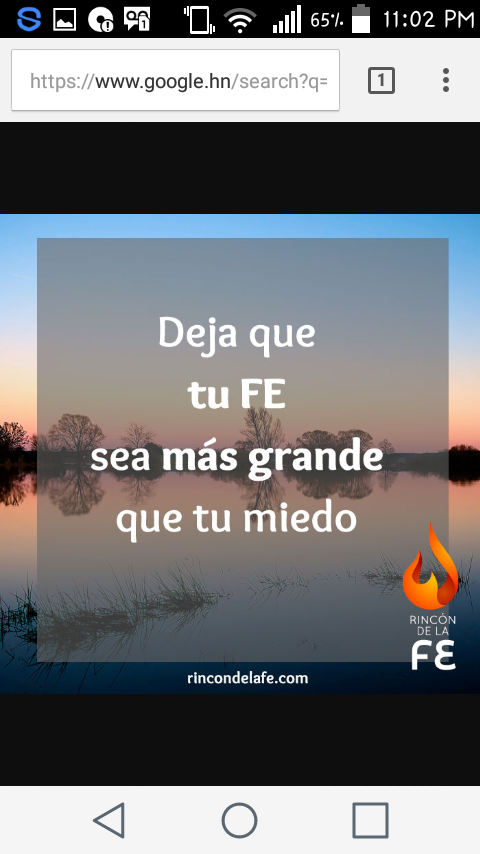 65% 11:02 PM
https://www.google.hn/search?q=
1
Deja que
tu FE
sea más grande
que tu miedo
RINCÓN
DE LA
FE
rincondelafe.com